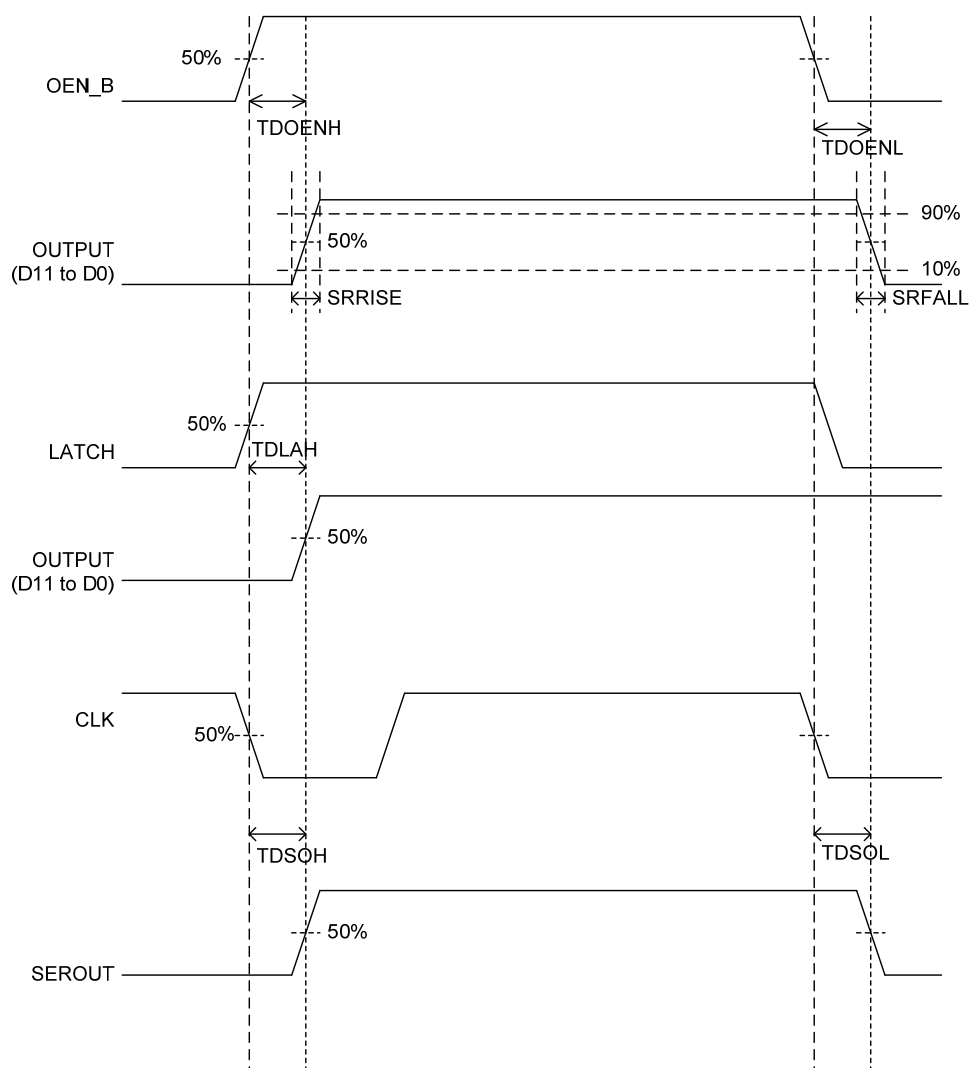 50%
OEN_B
TDOENH
TDOENL
90%
50%
OUTPUT
(D11 to D0)
10%
SRRISE
SRFALL
50%
LATCH
TDLAH
50%
OUTPUT
(D11 to D0)
CLK
50%
TDSOH
TDSOL
50%
SEROUT